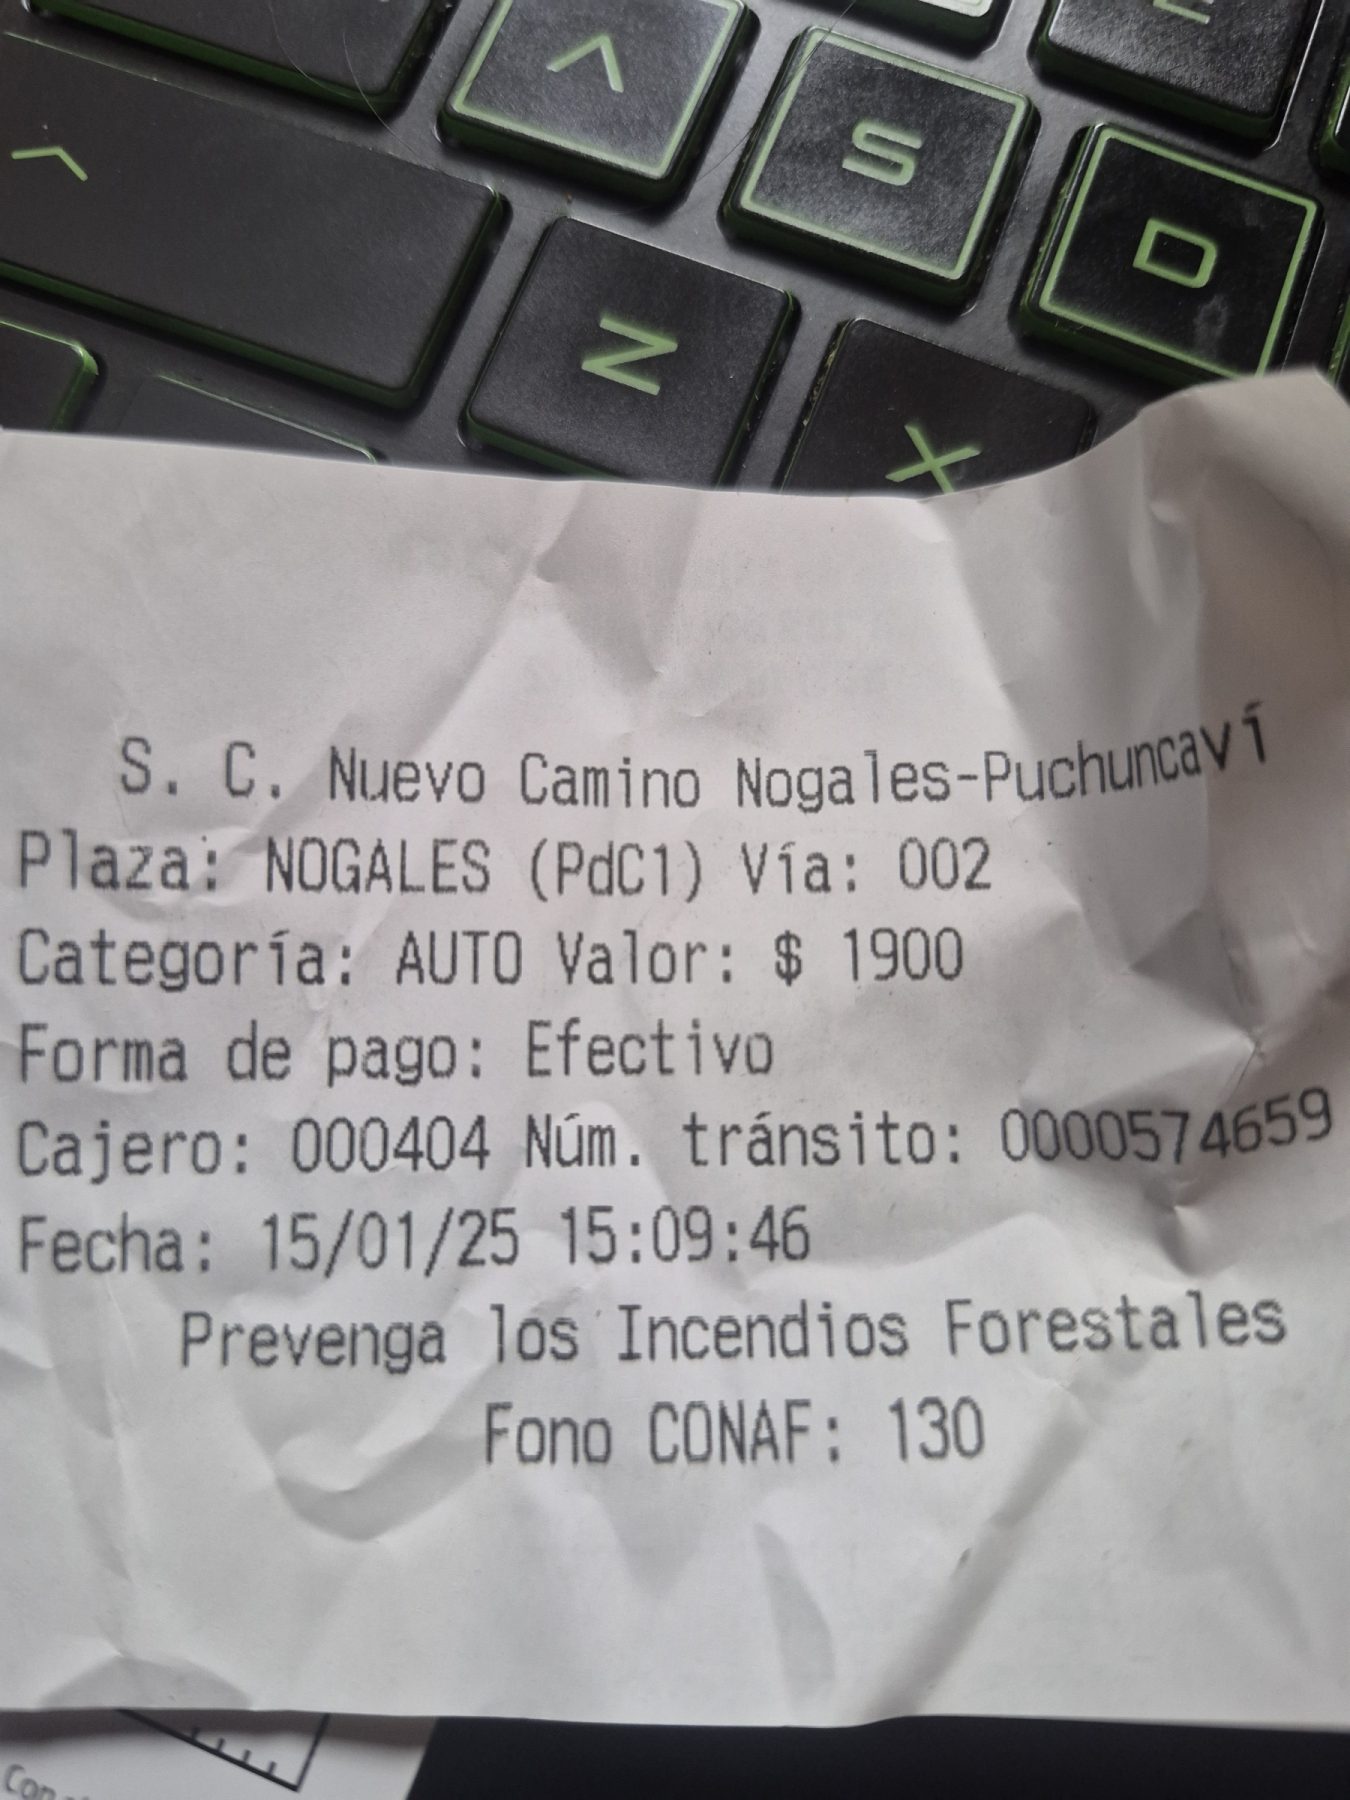 Λ
S
D
Z
X
S. C. Nuevo Camino Nogales-Puchuncaví
Plaza: NOGALES (PdC1) Vía: 002
Categoría: AUTO Valor: $ 1900
Forma de pago: Efectivo
Cajero: 000404 Núm. tránsito: 0000574659
Fecha: 15/01/25 15:09:46
Prevenga los Incendios Forestales
Fono CONAF: 130